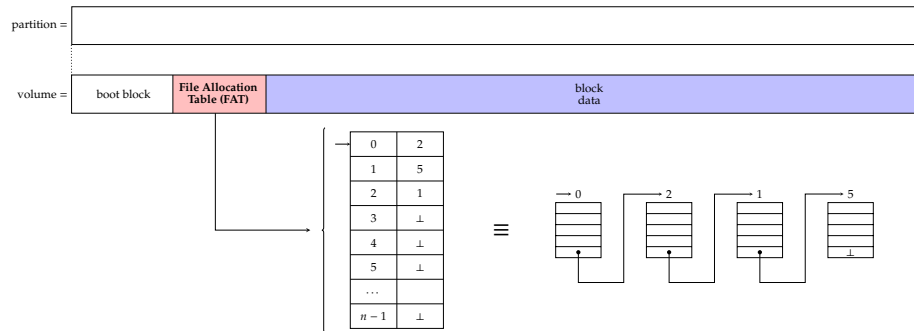 partition =
volume =
boot block
File Allocation
Table (FAT)
block
data
0 2
1 5
2 1
3 ⊥
4 ⊥
5 ⊥
⋯
n − 1 ⊥
≡
0 2 1 5
⊥